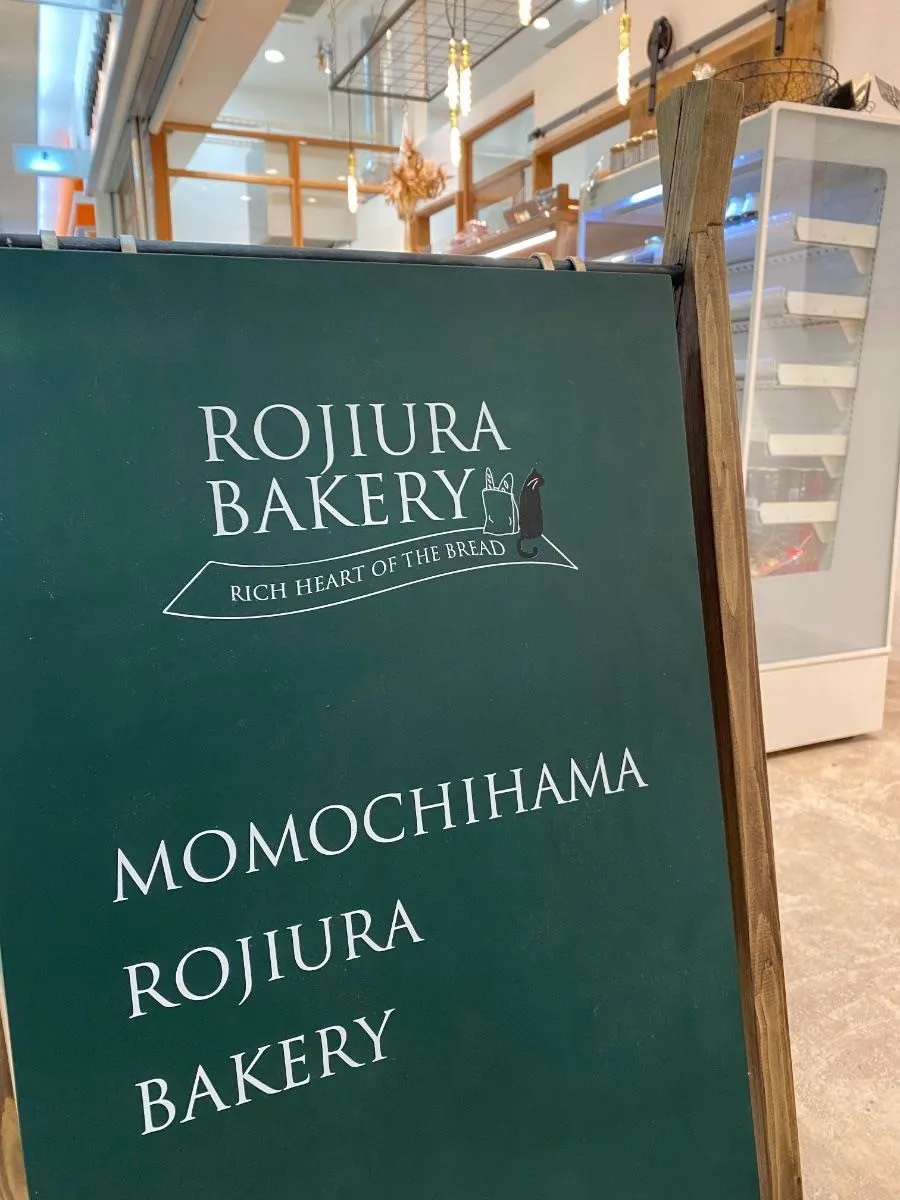 ROJIURA
BAKERY
RICH HEART OF THE BREAD
MOMOCHIHAMA
ROJIURA
BAKERY